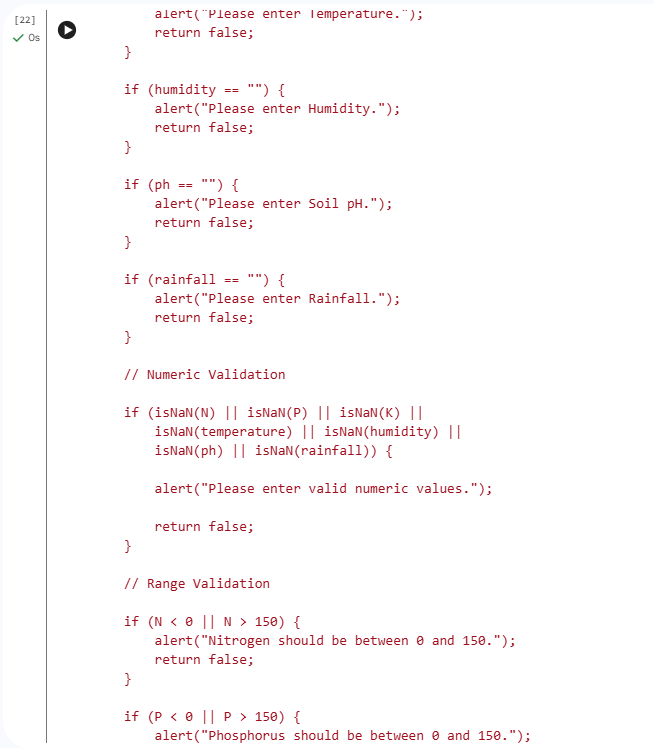 [22]
0s
alert("Please enter Temperature.");
return false;
}
if (humidity == "") {
alert("Please enter Humidity.");
return false;
}
if (ph == "") {
alert("Please enter Soil pH.");
return false;
}
if (rainfall == "") {
alert("Please enter Rainfall.");
return false;
}
// Numeric Validation
if (isNaN(N) || isNaN(P) || isNaN(K) ||
isNaN(temperature) || isNaN(humidity) ||
isNaN(ph) || isNaN(rainfall)) {
alert("Please enter valid numeric values.");
return false;
}
// Range Validation
if (N < 0 || N > 150) {
alert("Nitrogen should be between 0 and 150.");
return false;
}
if (P < 0 || P > 150) {
alert("Phosphorus should be between 0 and 150.");